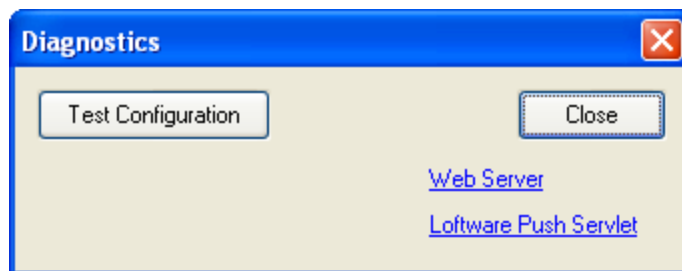 Diagnostics
Test Configuration
Close
Web Server
Loftware Push Servlet